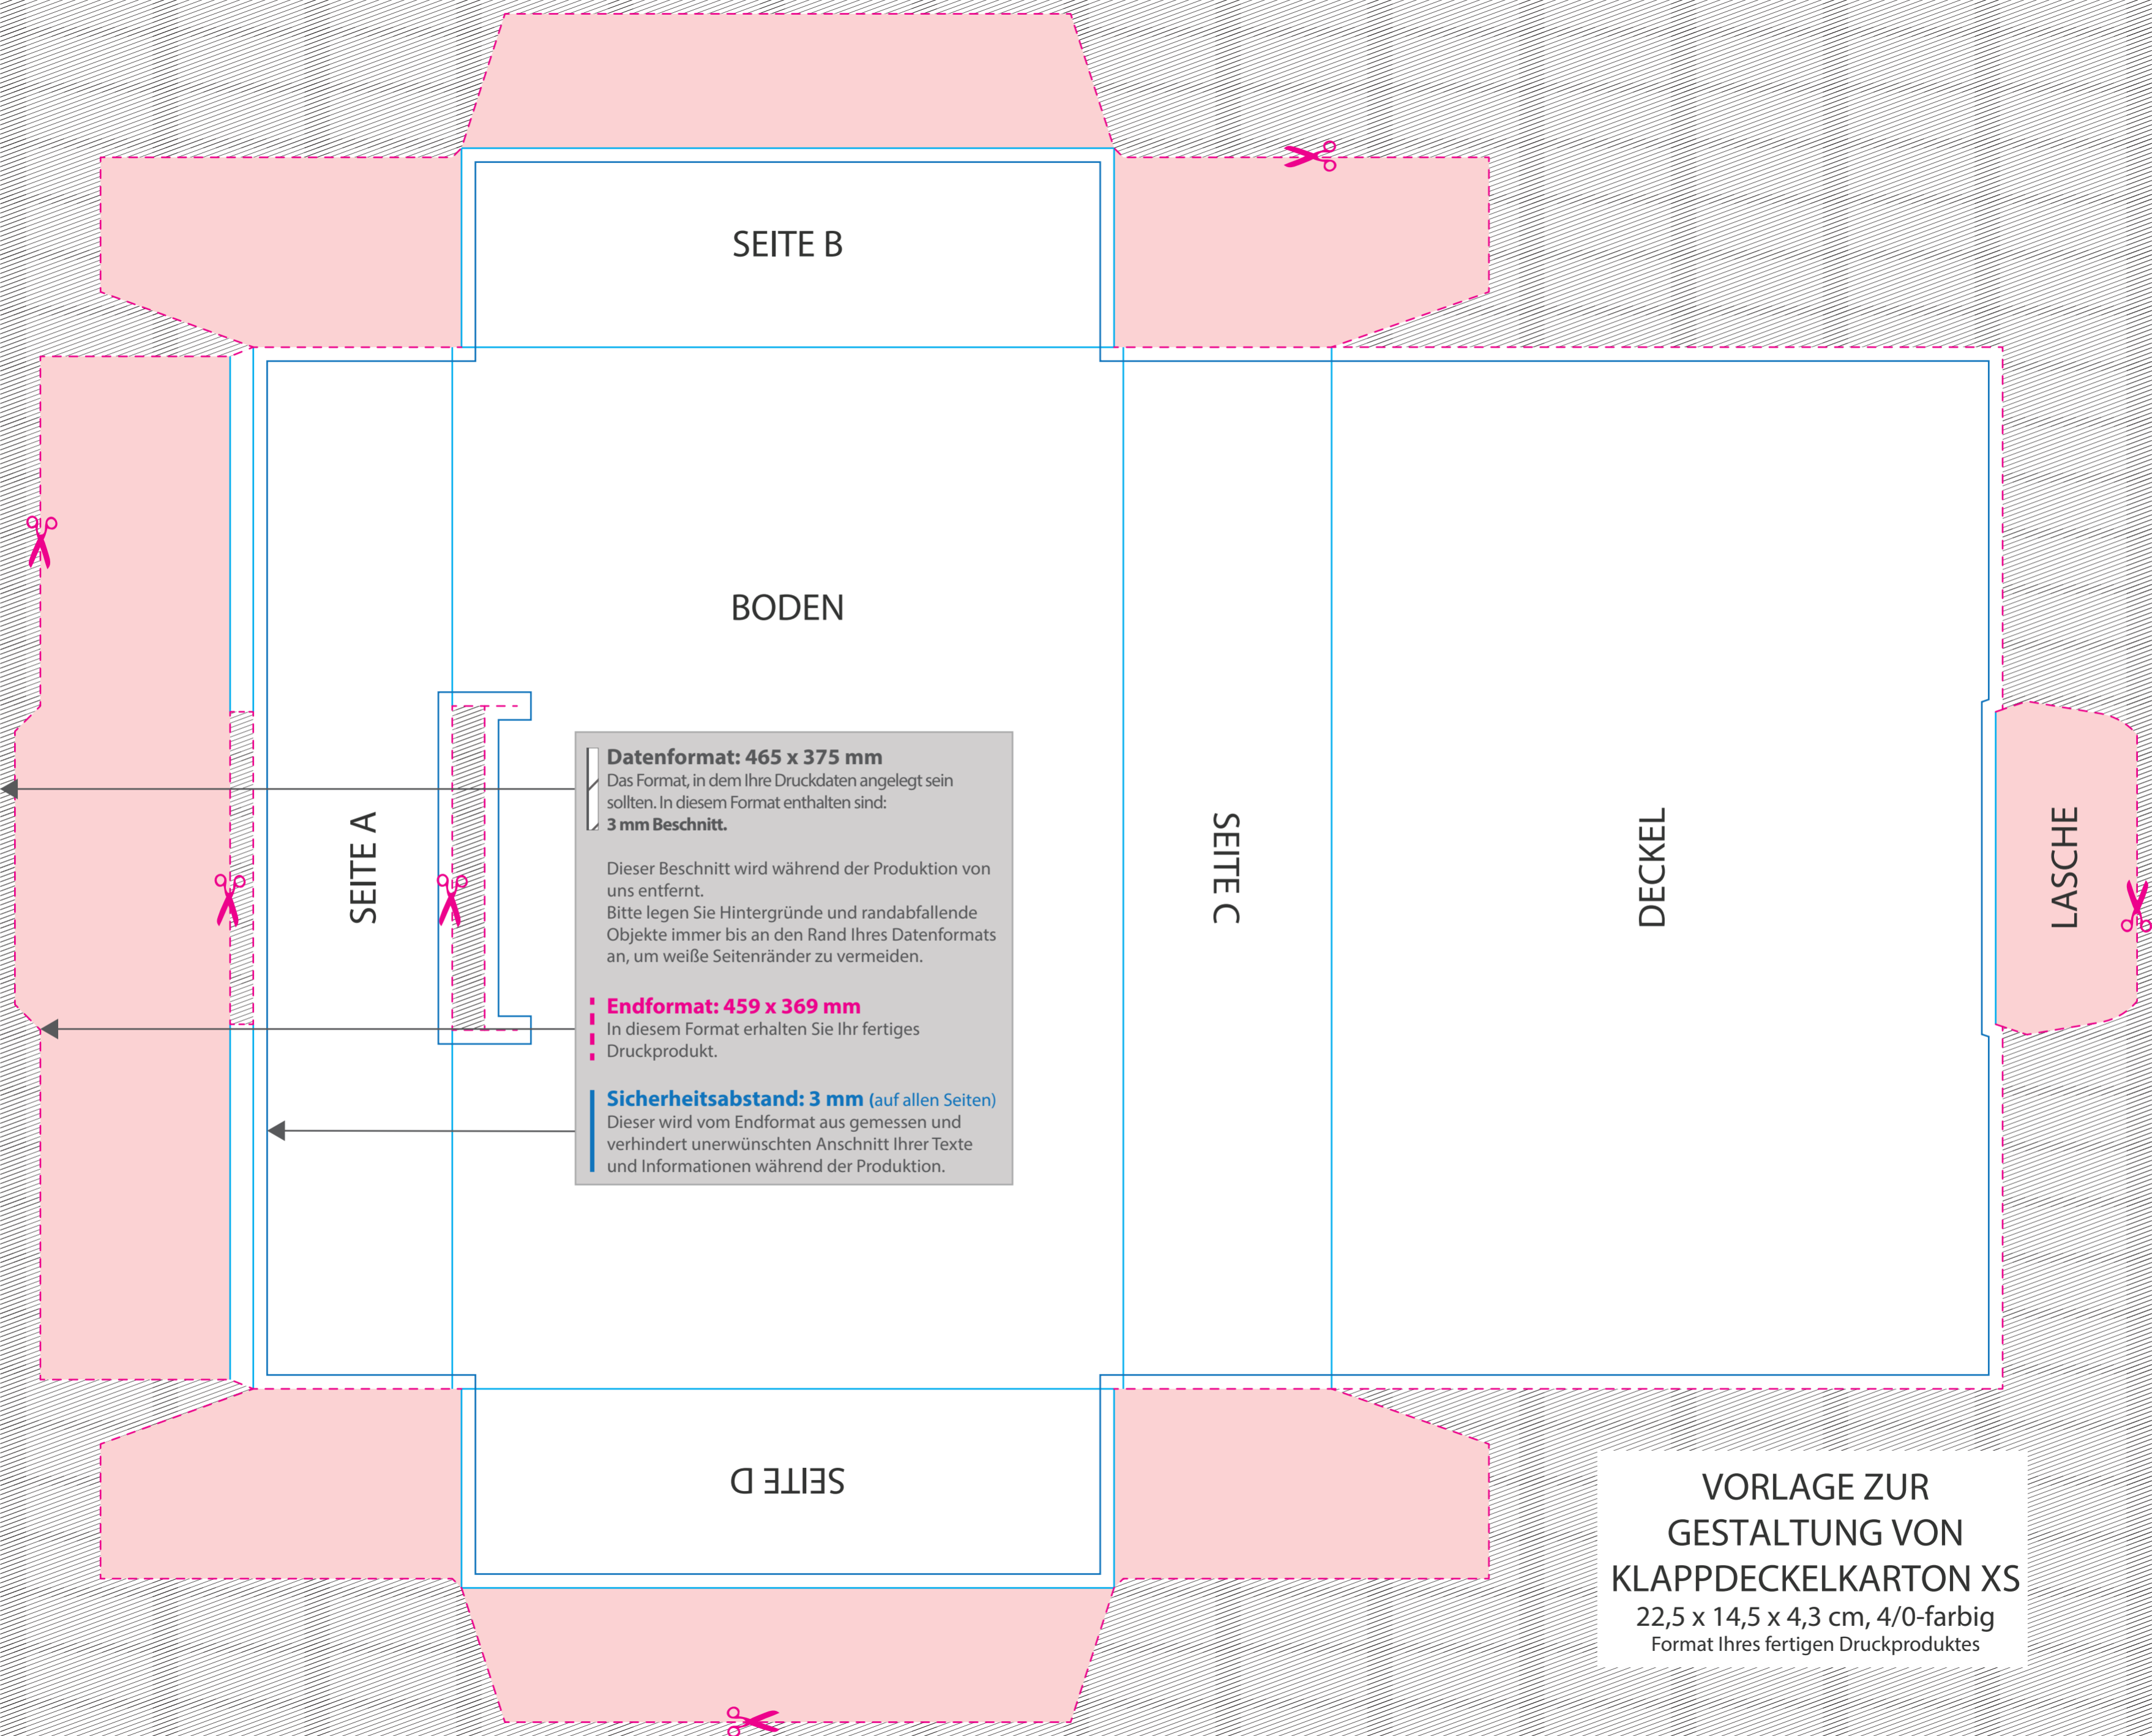 SEITE B
BODEN
SEITE A
Datenformat: 465 x 375 mm
Das Format, in dem Ihre Druckdaten angelegt sein
sollten. In diesem Format enthalten sind:
3 mm Beschnitt.
Dieser Beschnitt wird während der Produktion von
uns entfernt.
Bitte legen Sie Hintergründe und randabfallende
Objekte immer bis an den Rand Ihres Datenformats
an, um weiße Seitenränder zu vermeiden.
Endformat: 459 x 369 mm
In diesem Format erhalten Sie Ihr fertiges
Druckprodukt.
Sicherheitsabstand: 3 mm (auf allen Seiten)
Dieser wird vom Endformat aus gemessen und
verhindert unerwünschten Anschnitt Ihrer Texte
und Informationen während der Produktion.
SEITE C
DECKEL
LASCHE
SEITE D
VORLAGE ZUR
GESTALTUNG VON
KLAPPDECKELKARTON XS
22,5 x 14,5 x 4,3 cm, 4/0-farbig
Format Ihres fertigen Druckproduktes